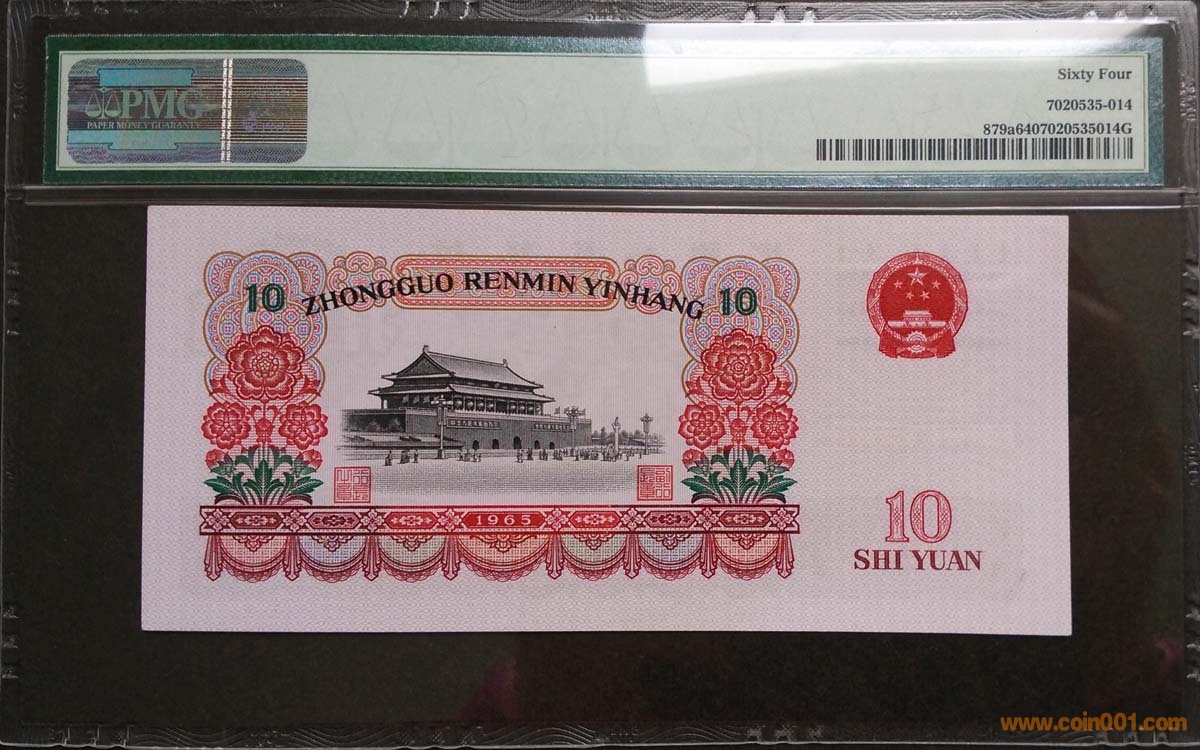 PMG
PAPER MONEY GUARANTY
Sixty Four
7020535-014
879a6407020535014G
10 ZHONGGUO RENMIN YINHANG 10
1965
10
SHI YUAN
www.coin001.com